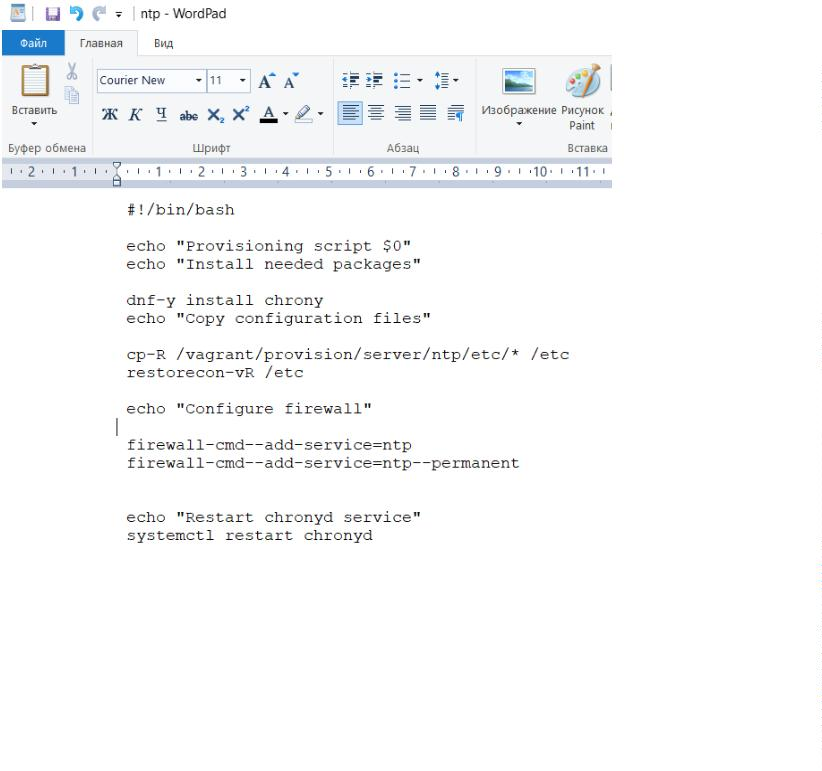 ntp - WordPad
Файл Главная Вид
Courier New 11 A A
Вставить
Ж К Ч abc X₂ X² A
Изображение Рисунок
Paint
Буфер обмена Шрифт Абзац Вставка
2 1 1 2 3 4 5 6 7 8 9 10 11
#!/bin/bash
echo "Provisioning script $0"
echo "Install needed packages"
dnf-y install chrony
echo "Copy configuration files"
cp-R /vagrant/provision/server/ntp/etc/* /etc
restorecon-vR /etc
echo "Configure firewall"
firewall-cmd--add-service=ntp
firewall-cmd--add-service=ntp--permanent
echo "Restart chronyd service"
systemctl restart chronyd